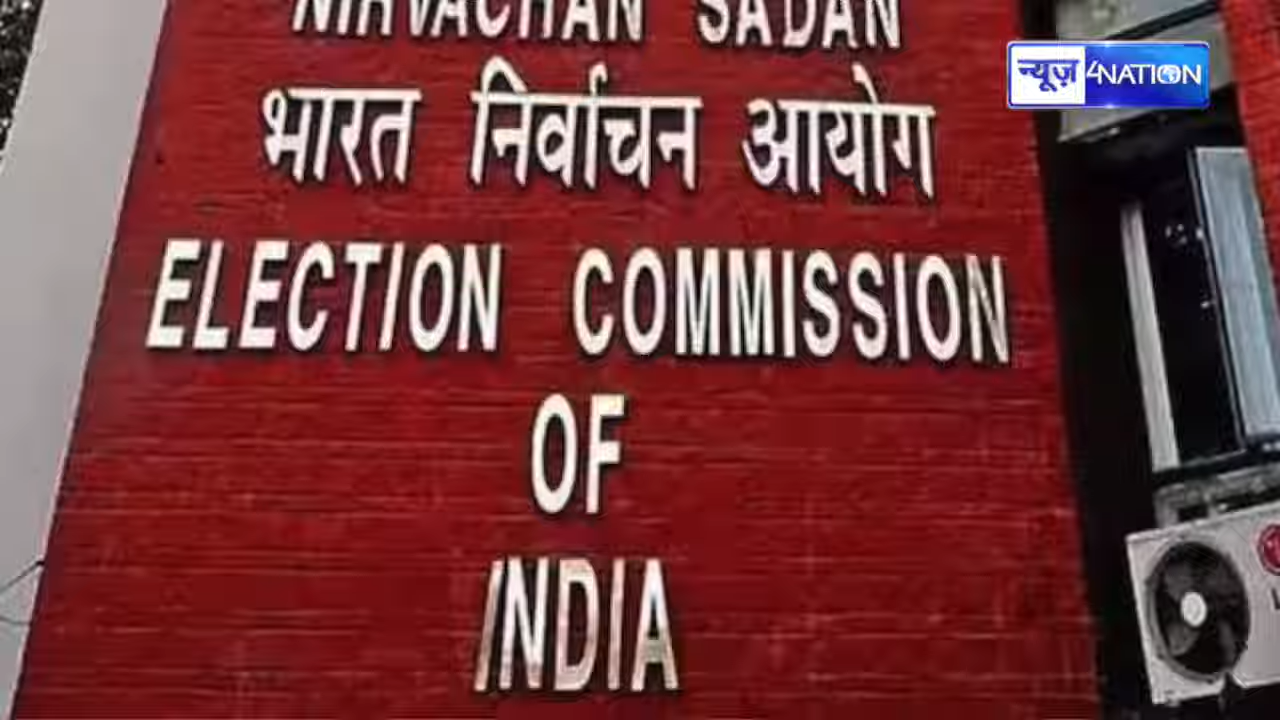 NIRVACHAN SADAN
भारत निर्वाचन आयोग
ELECTION COMMISSION
OF
INDIA
न्यूज़ 4NATION